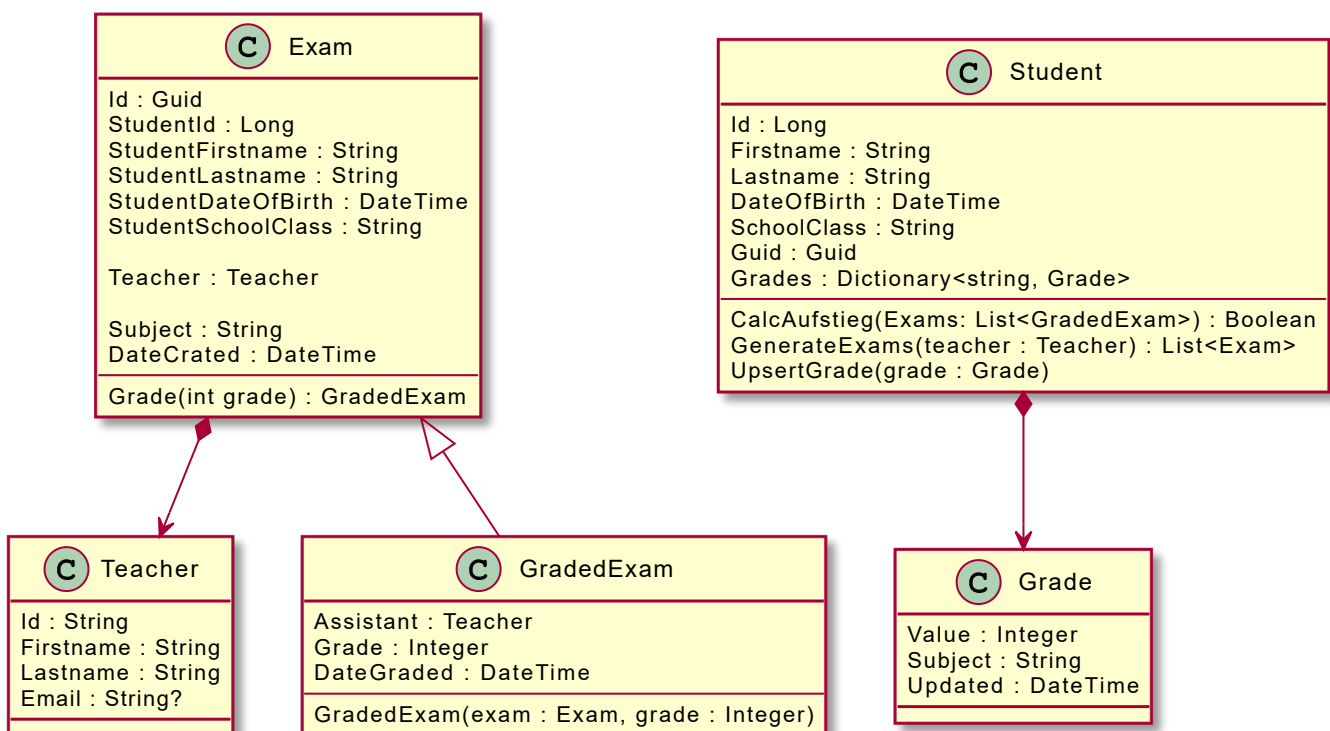 C Exam
Id : Guid
StudentId : Long
StudentFirstname : String
StudentLastname : String
StudentDateOfBirth : DateTime
StudentSchoolClass : String
Teacher : Teacher
Subject : String
DateCrated : DateTime
Grade(int grade) : GradedExam
C Student
Id : Long
Firstname : String
Lastname : String
DateOfBirth : DateTime
SchoolClass : String
Guid : Guid
Grades : Dictionary<string, Grade>
CalcAufstieg(Exams: List<GradedExam>) : Boolean
GenerateExams(teacher : Teacher) : List<Exam>
UpsertGrade(grade : Grade)
C Teacher
Id : String
Firstname : String
Lastname : String
Email : String?
C GradedExam
Assistant : Teacher
Grade : Integer
DateGraded : DateTime
GradedExam(exam : Exam, grade : Integer)
C Grade
Value : Integer
Subject : String
Updated : DateTime